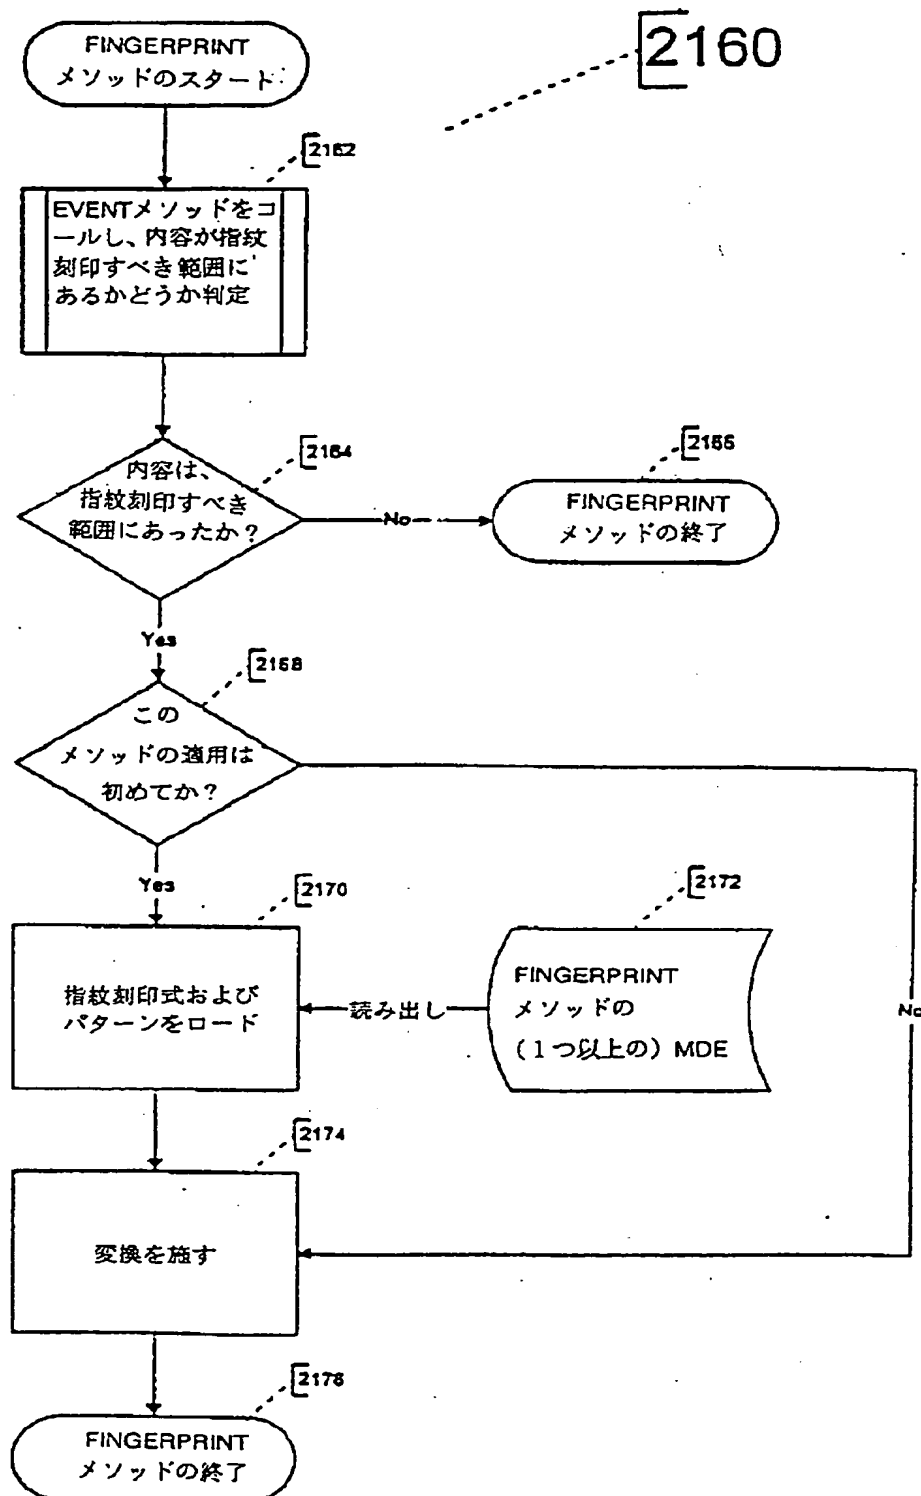 2160
FINGERPRINT
メソッドのスタート
2162
EVENTメソッドをコ
ールし、内容が指紋
刻印すべき範囲に
あるかどうか判定
2164
内容は、
指紋刻印すべき
範囲にあったか？
No
2166
FINGERPRINT
メソッドの終了
Yes
2168
この
メソッドの適用は
初めてか？
No
Yes
2170
指紋刻印式および
パターンをロード
読み出し
2172
FINGERPRINT
メソッドの
(1つ以上の) MDE
2174
変換を施す
2176
FINGERPRINT
メソッドの終了